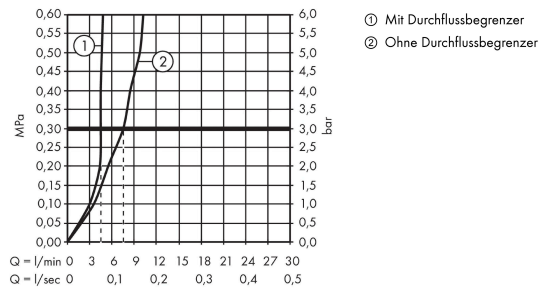 0,60 6,0
0,55 5,5
0,50 5,0
0,45 4,5
0,40 4,0
0,35 3,5
0,30 3,0
0,25 2,5
0,20 2,0
0,15 1,5
0,10 1,0
0,05 0,5
0,00 0,0
MPa
bar
1
2
Q = l/min 0 3 6 9 12 15 18 21 24 27 30
Q = l/sec 0 0,1 0,2 0,3 0,4 0,5
① Mit Durchflussbegrenzer
② Ohne Durchflussbegrenzer